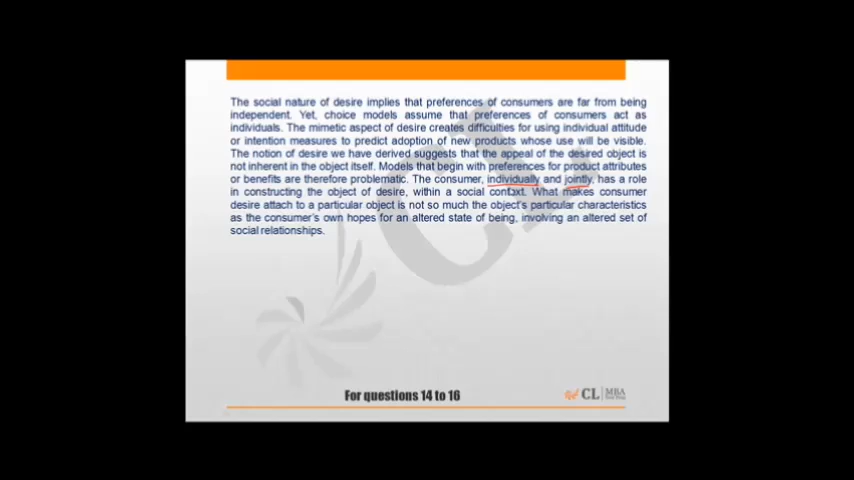 The social nature of desire implies that preferences of consumers are far from being
independent. Yet, choice models assume that preferences of consumers act as
individuals. The mimetic aspect of desire creates difficulties for using individual attitude
or intention measures to predict adoption of new products whose use will be visible.
The notion of desire we have derived suggests that the appeal of the desired object is
not inherent in the object itself. Models that begin with preferences for product attributes
or benefits are therefore problematic. The consumer, individually and jointly, has a role
in constructing the object of desire, within a social context. What makes consumer
desire attach to a particular object is not so much the object's particular characteristics
as the consumer's own hopes for an altered state of being, involving an altered set of
social relationships.
For questions 14 to 16
CL MBA